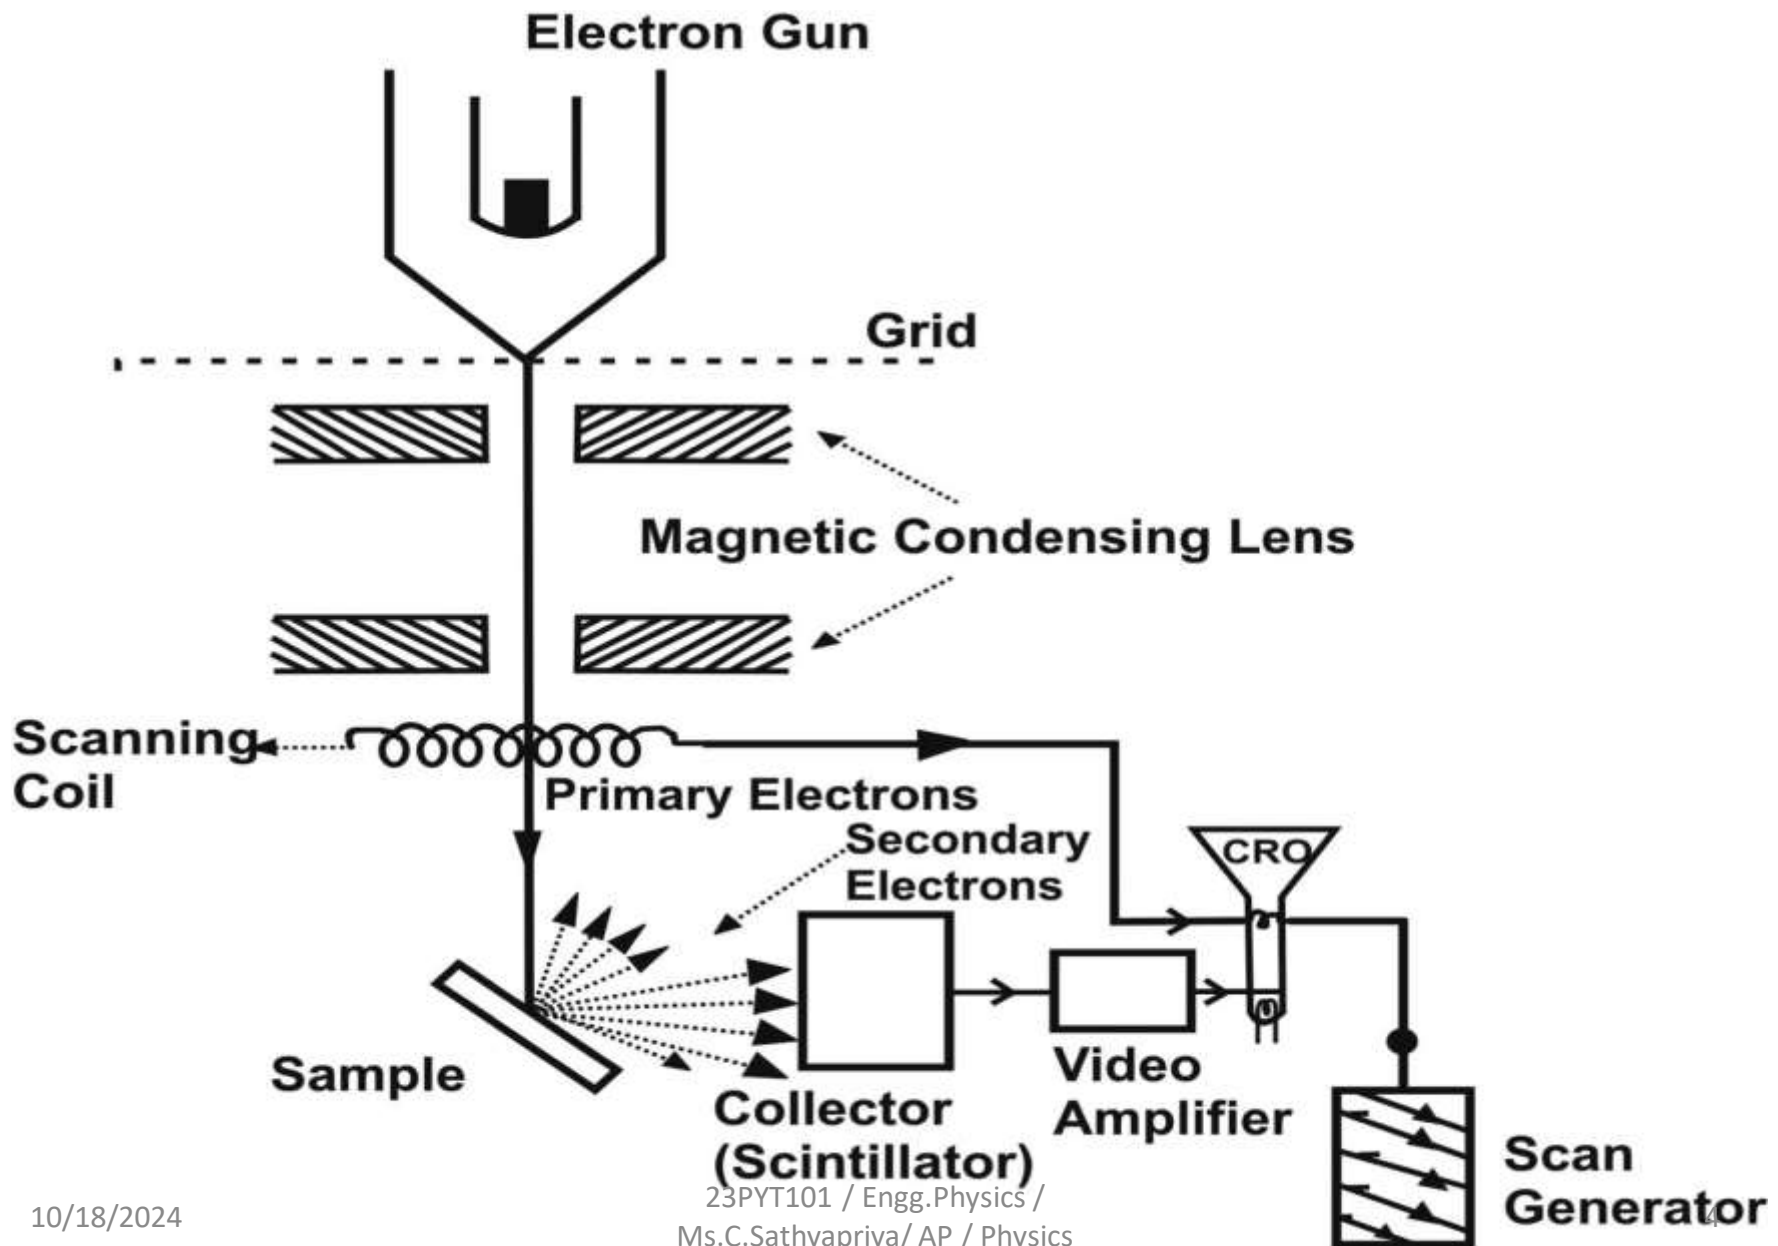 Electron Gun
Grid
Magnetic Condensing Lens
Scanning
Coil
Primary Electrons
Secondary
Electrons
CRO
Sample
Collector
(Scintillator)
Video
Amplifier
Scan
Generator
10/18/2024
23PYT101 / Engg.Physics /
Ms.C.Sathyapriya/ AP / Physics
4